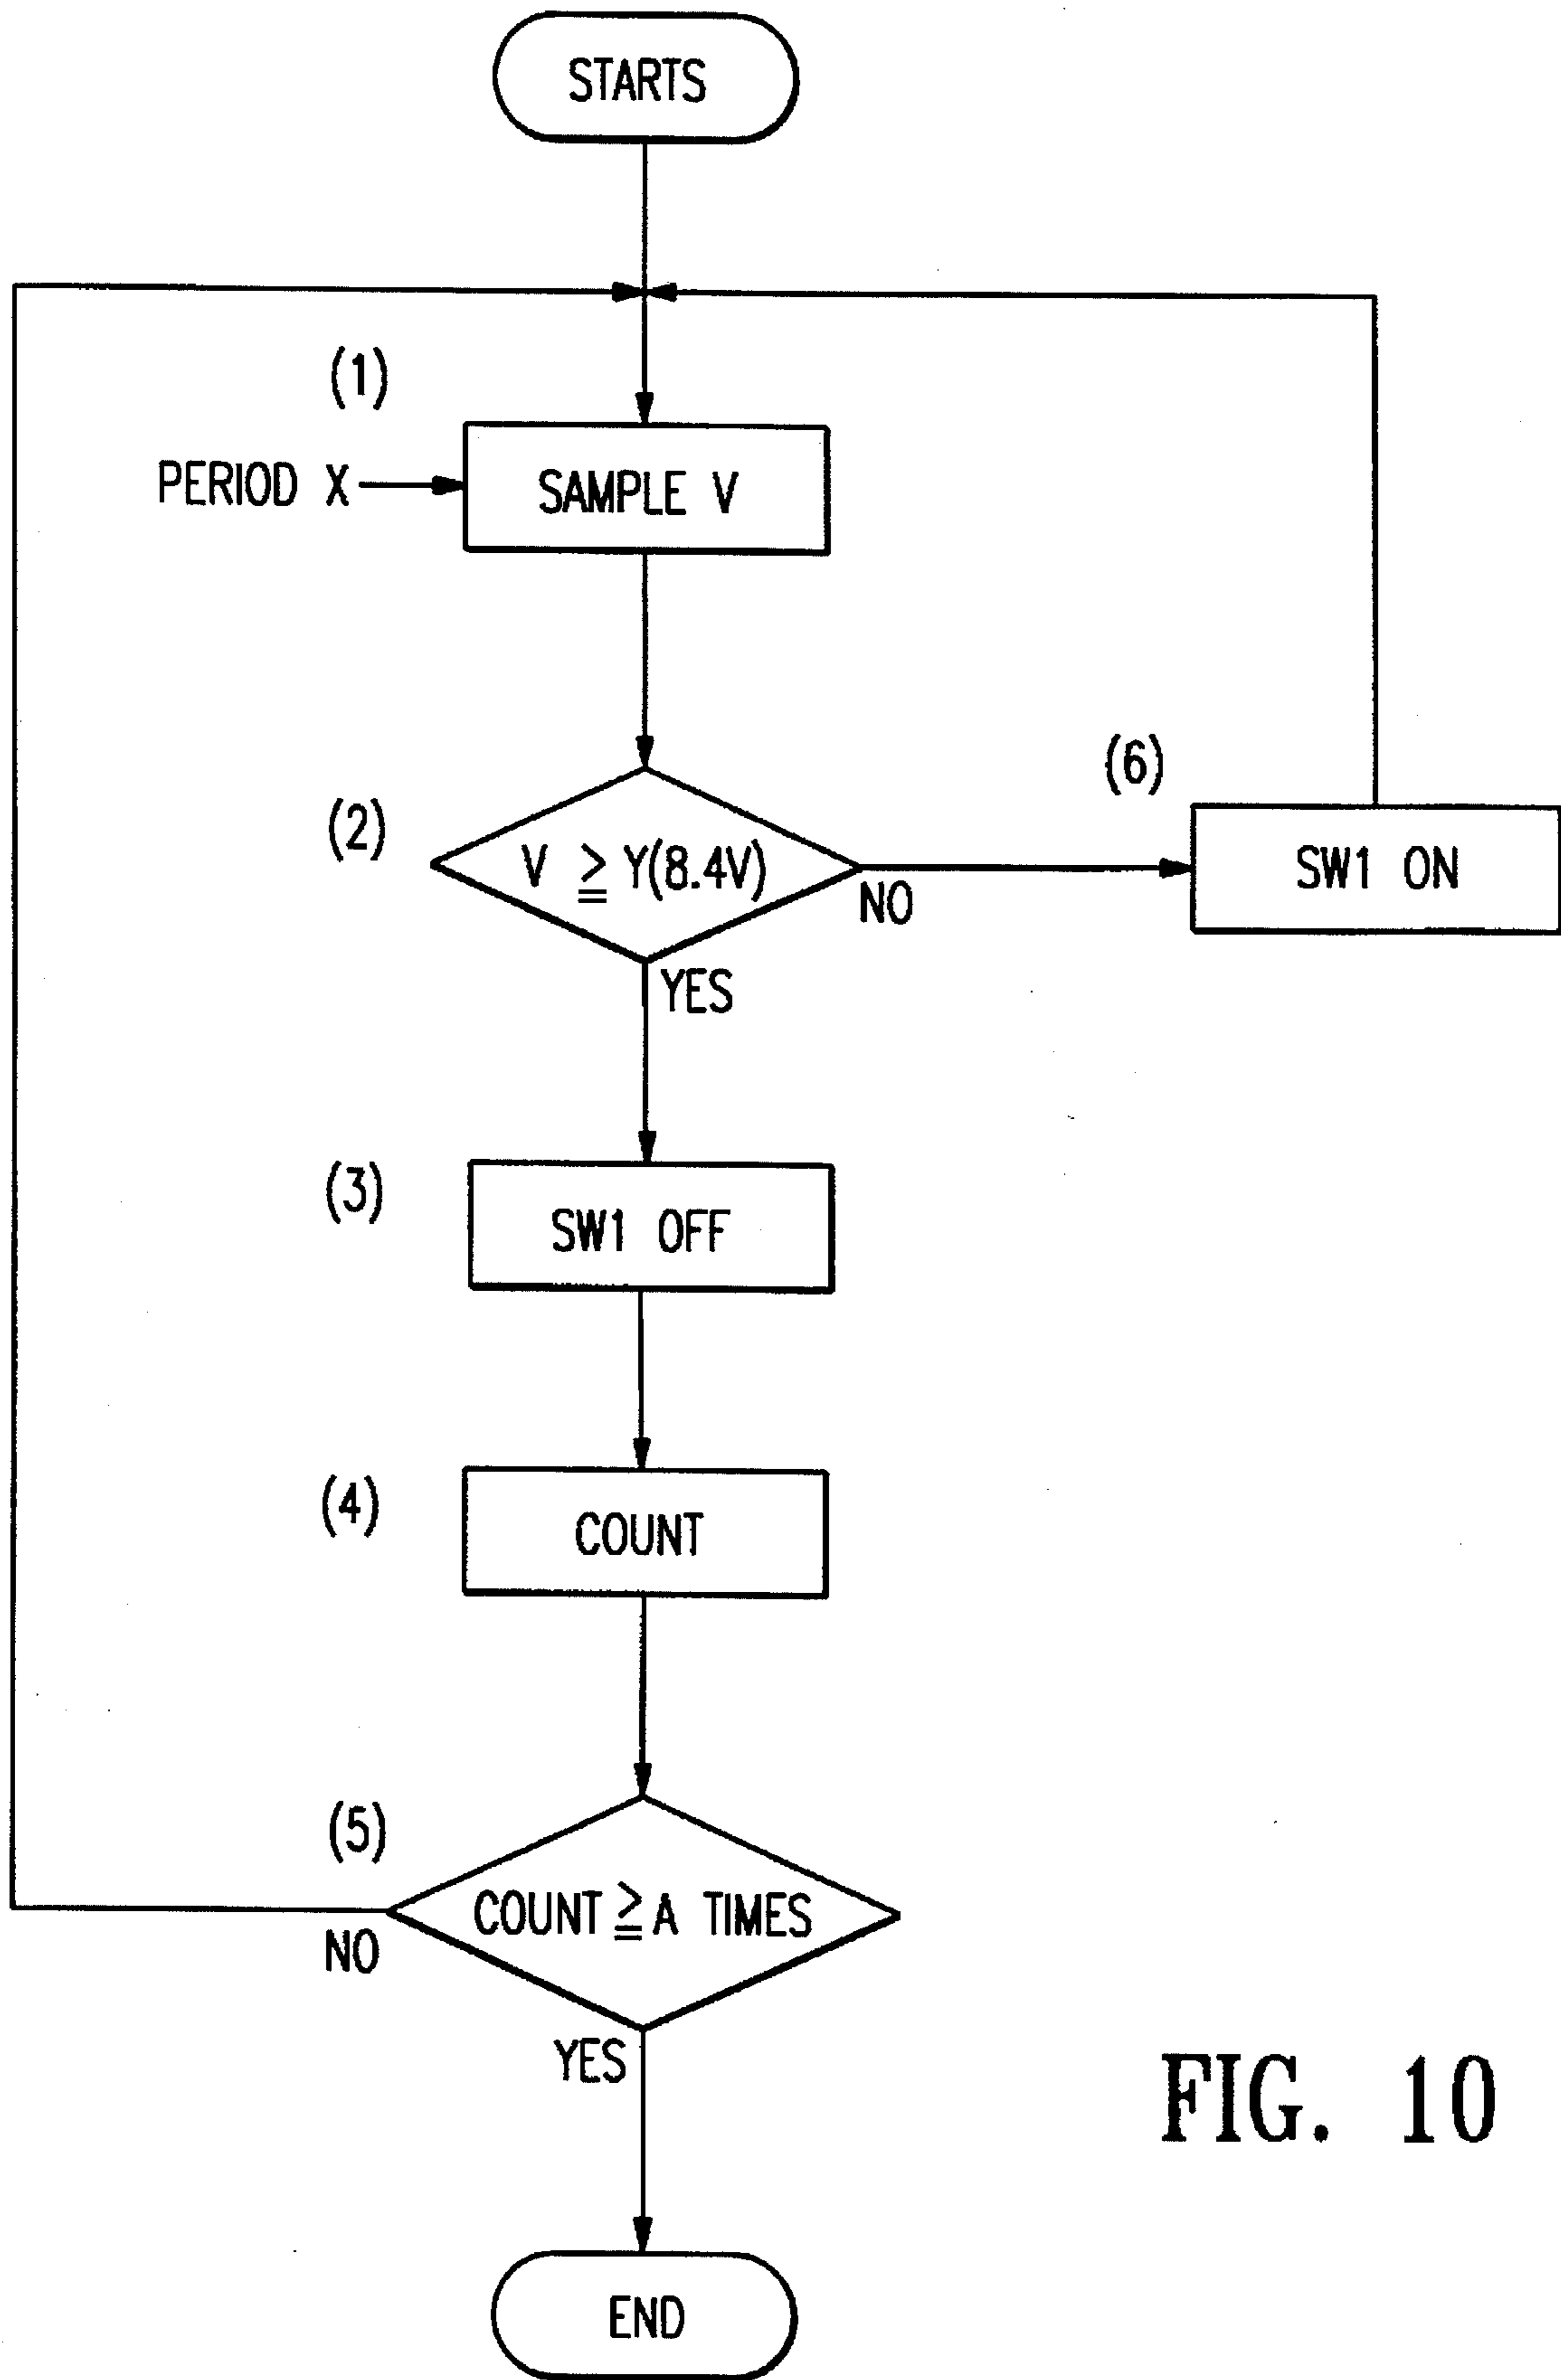 STARTS
(1)
PERIOD X
SAMPLE V
(2)
V ≧ Y(8.4V)
NO
YES
(6)
SW1 ON
(3)
SW1 OFF
(4)
COUNT
(5)
COUNT ≧ A TIMES
NO
YES
END
FIG. 10